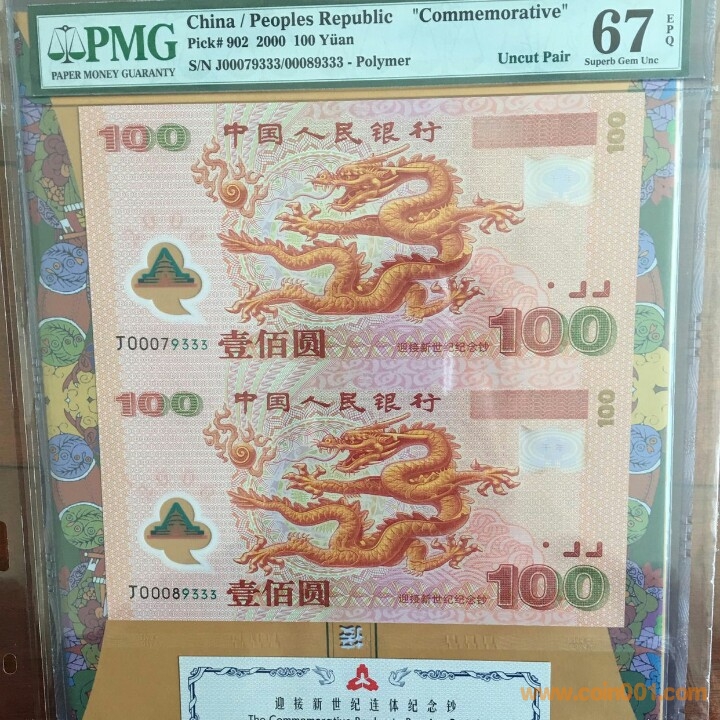 PMG
PAPER MONEY GUARANTY
China / Peoples Republic "Commemorative"
Pick# 902 2000 100 Yüan
S/N J00079333/00089333 - Polymer
Uncut Pair
67
EPQ
Superb Gem Unc
100
中国人民银行
100
2000
J00079333
壹佰圆
迎接新世纪纪念钞
100
100
中国人民银行
100
J00089333
壹佰圆
迎接新世纪纪念钞
100
迎接新世纪连体纪念钞
www.cain001.com